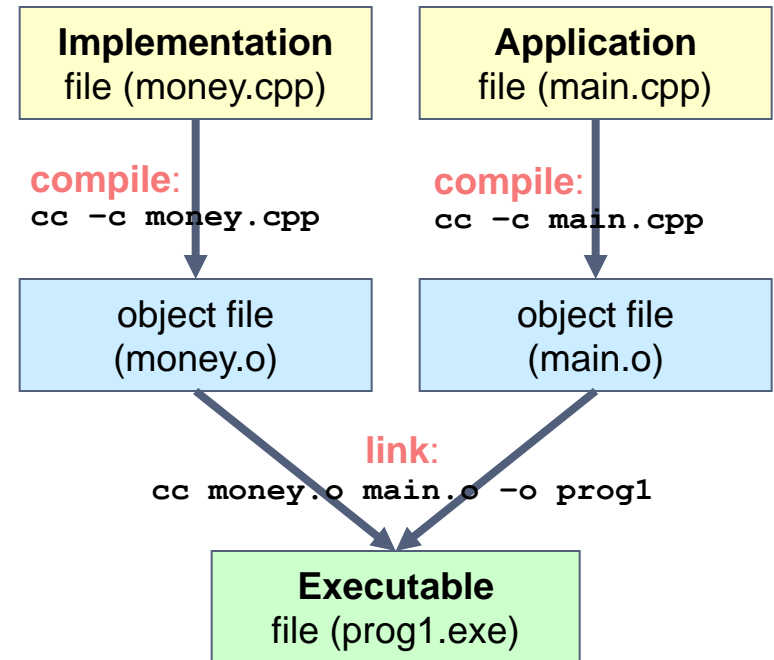 Implementation
file (money.cpp)
Application
file (main.cpp)
compile:
cc –c money.cpp
compile:
cc –c main.cpp
object file
(money.o)
object file
(main.o)
link:
cc money.o main.o –o prog1
Executable
file (prog1.exe)